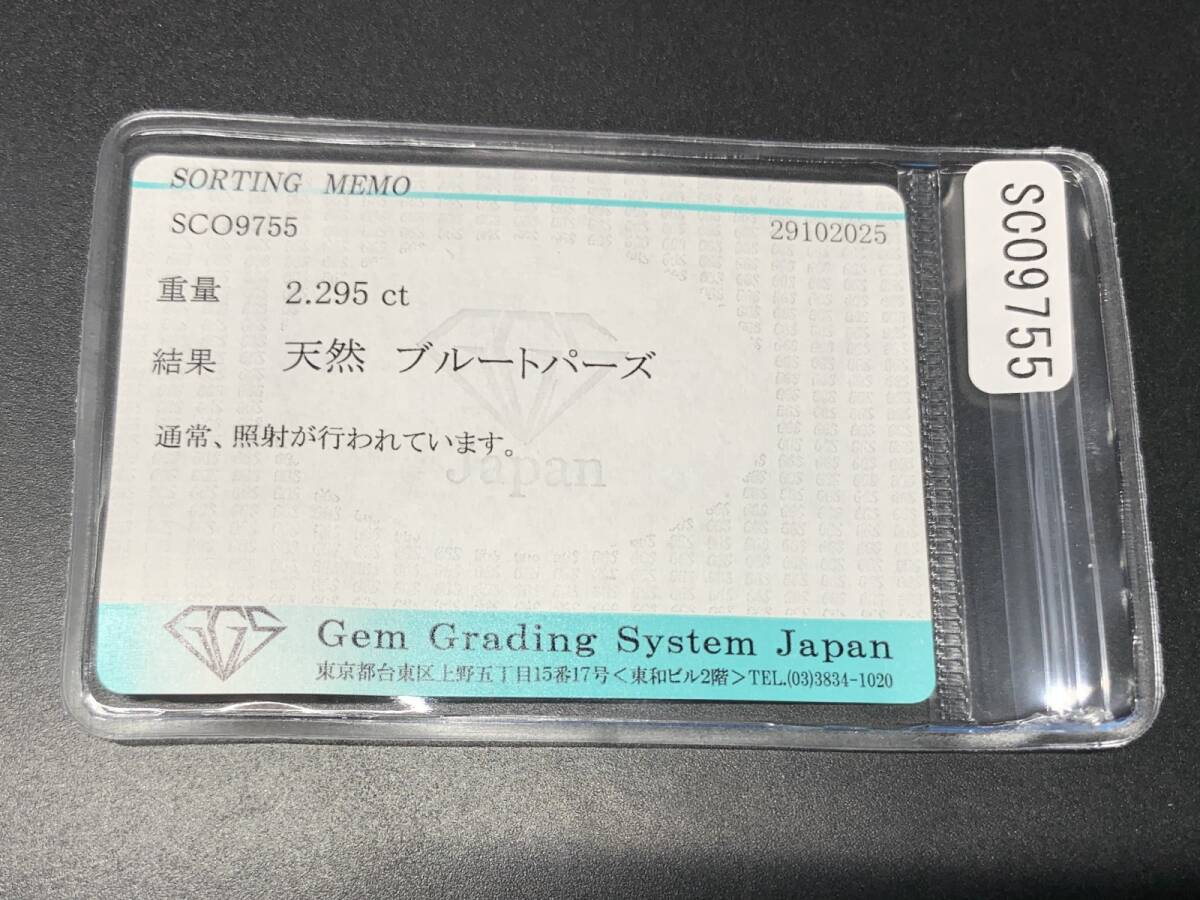 SORTING MEMO
SCO9755 29102025
重量 2.295 ct
結果 天然 ブルートパーズ
通常、照射が行われています。
Japan
GGS Gem Grading System Japan
東京都台東区上野五丁目15番17号<東和ビル2階>TEL.(03)3834-1020
SCO9755